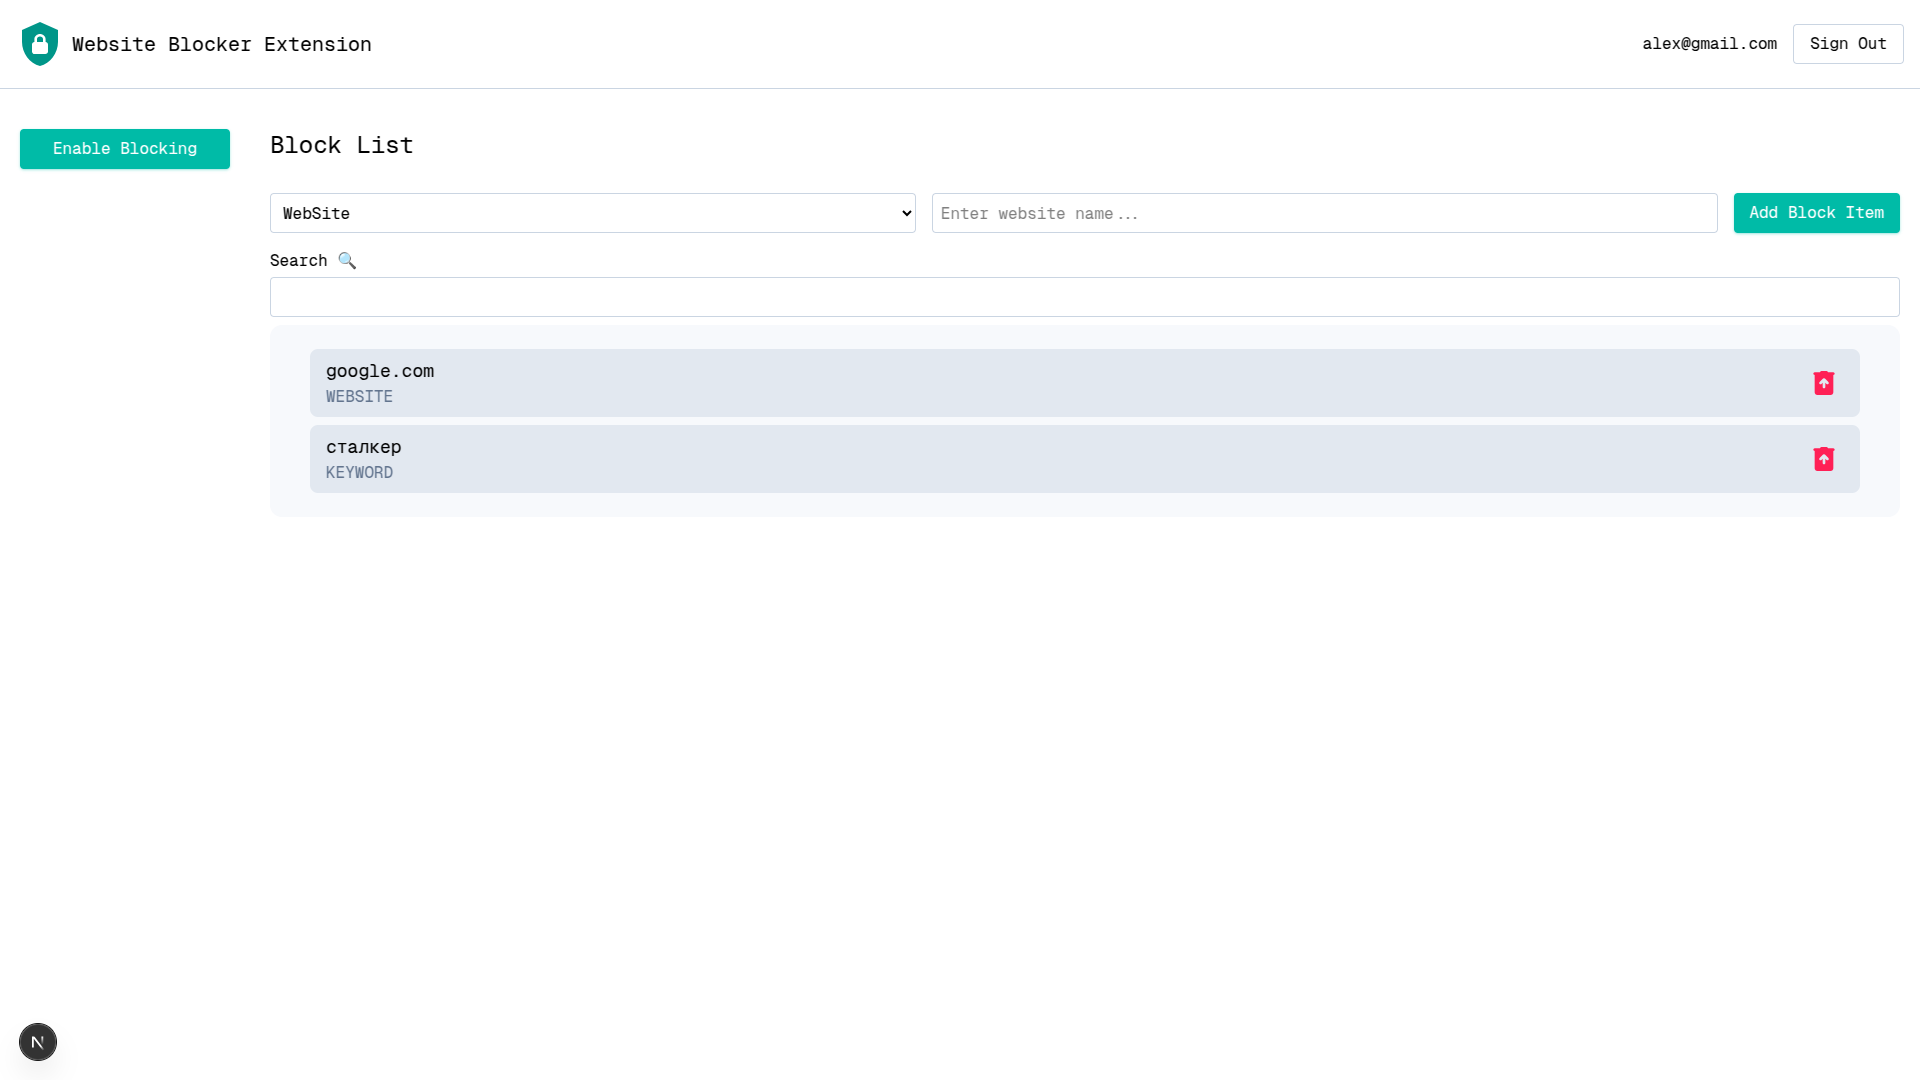 Website Blocker Extension
alex@gmail.com
Sign Out
Enable Blocking
Block List
WebSite
Enter website name...
Add Block Item
Search 🔍
google.com
WEBSITE
сталкер
KEYWORD
N